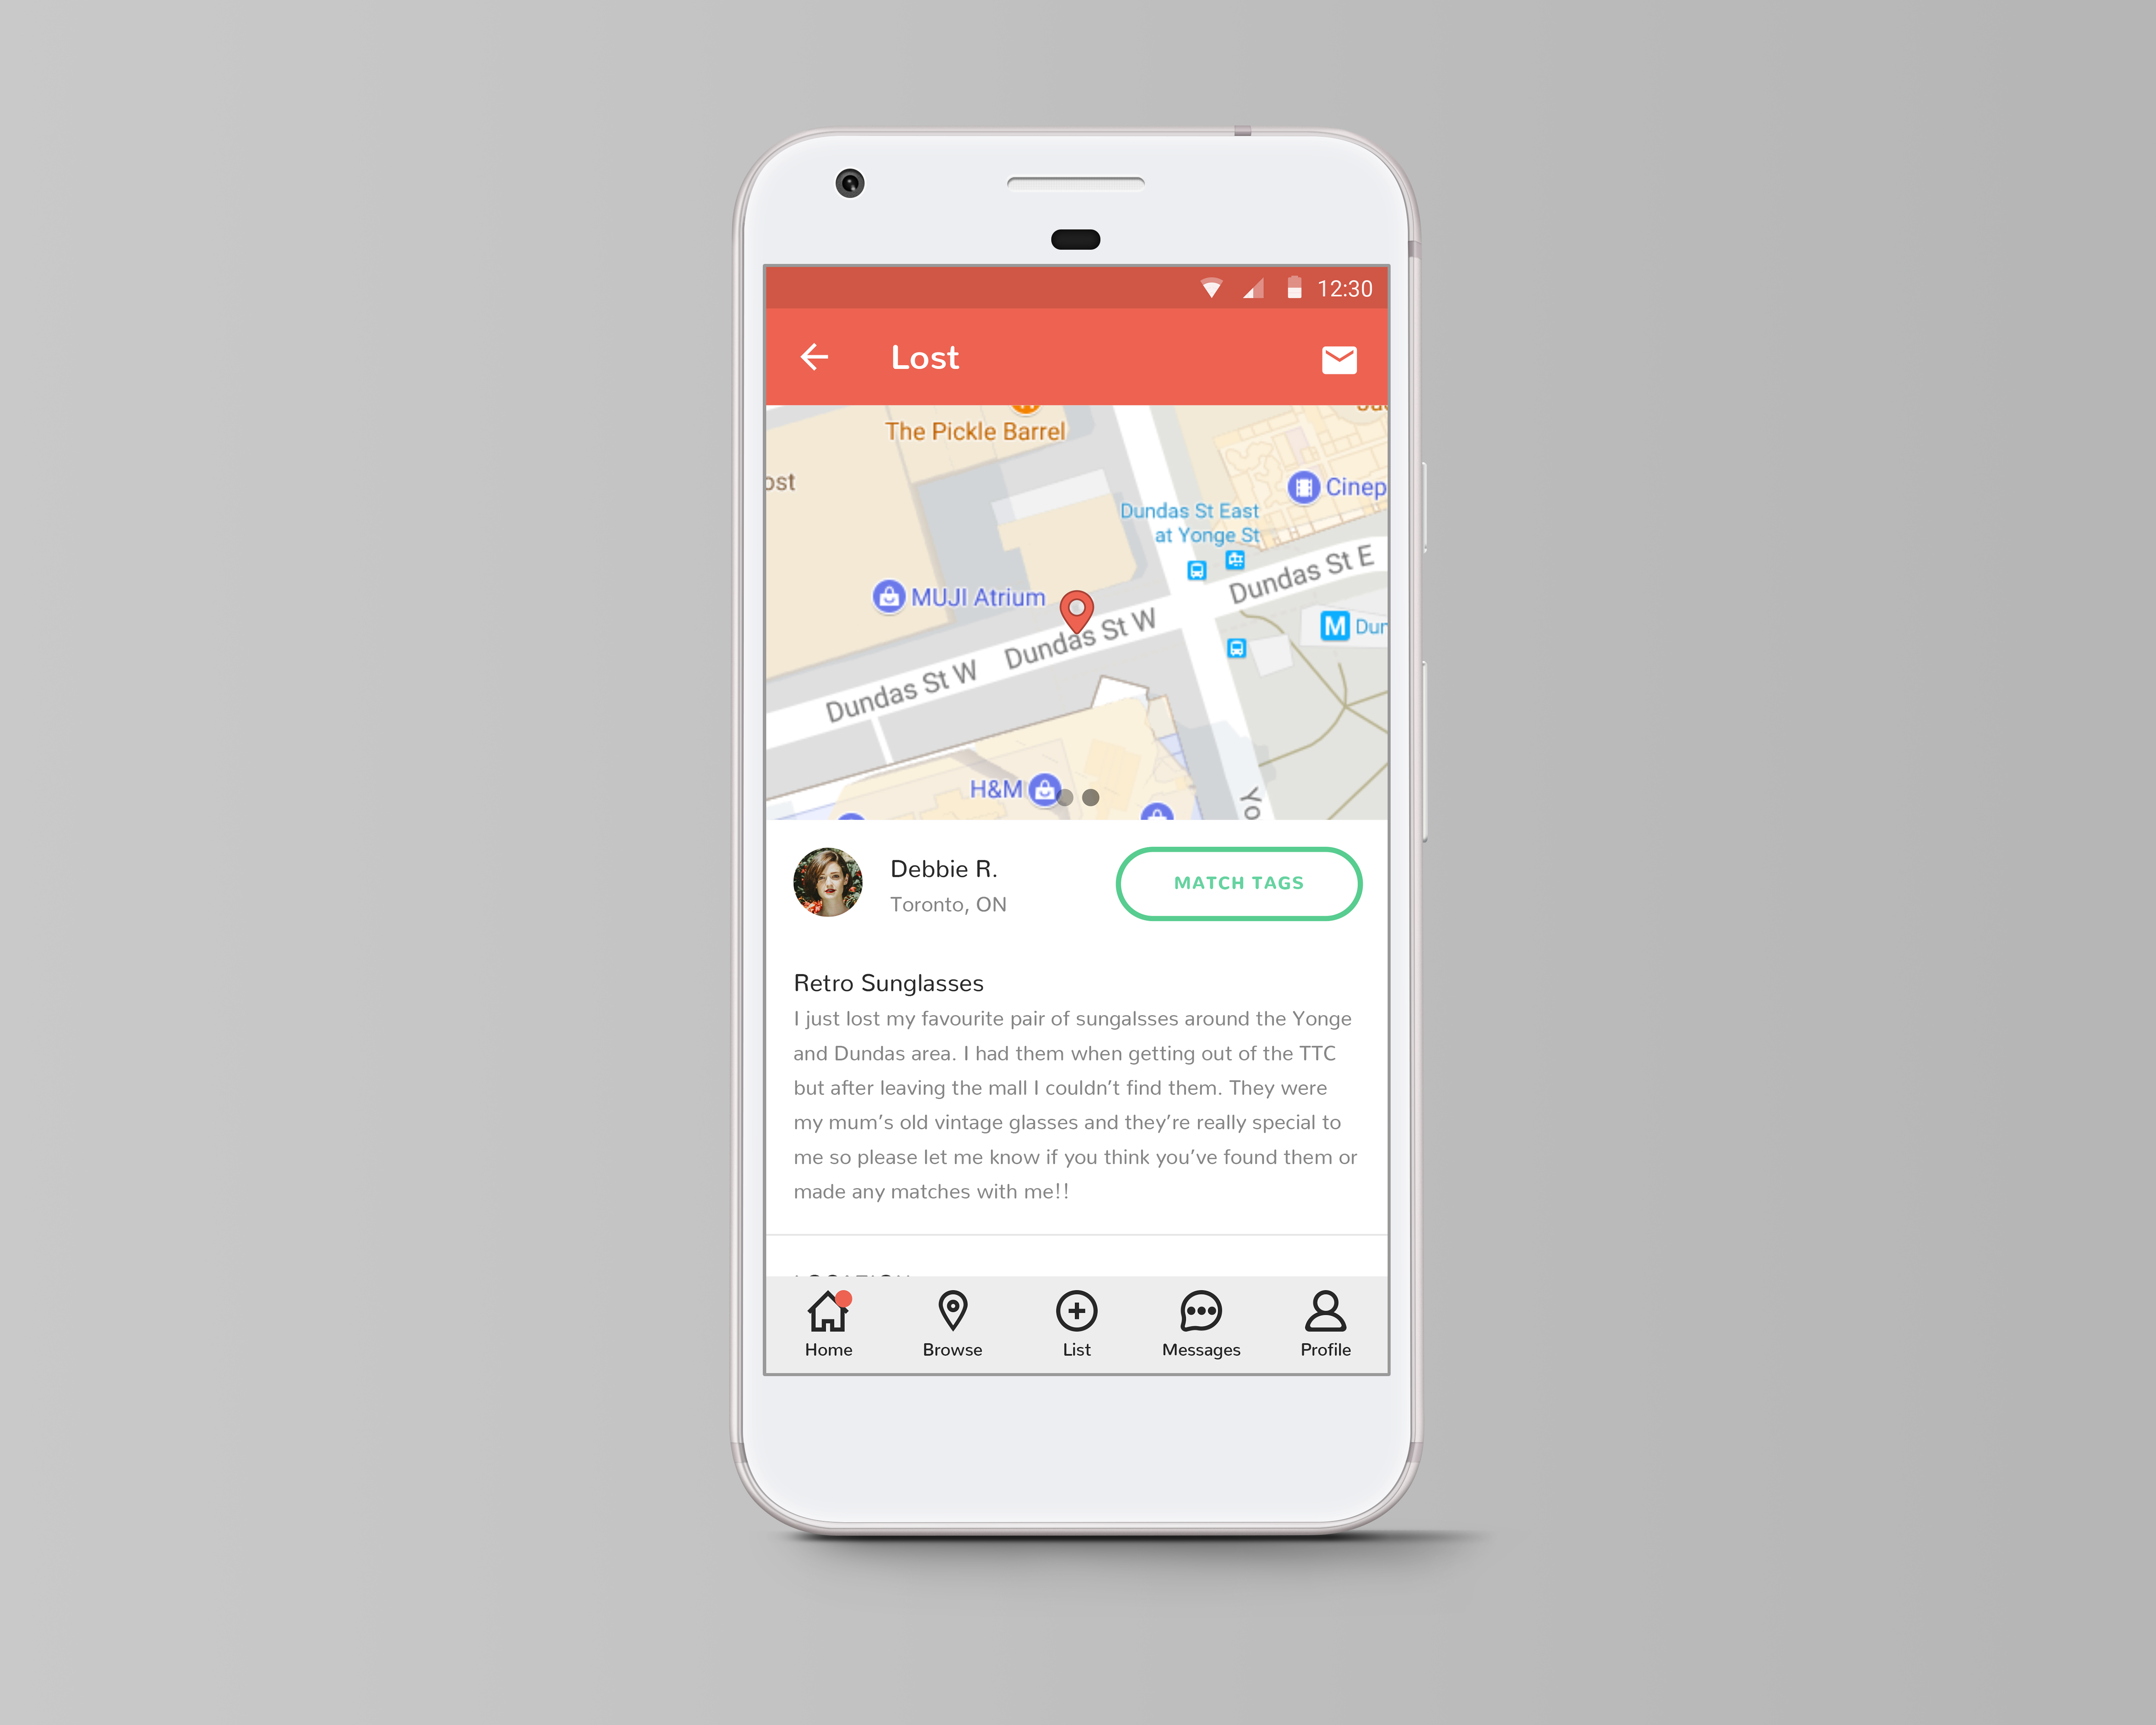 12:30
Lost
The Pickle Barrel
ost
Cinep
Dundas St East
at Yonge St
Dundas St E
MUJI Atrium
M Dun
Dundas St W
Dundas St W
H&M
Yo
Debbie R.
Toronto, ON
MATCH TAGS
Retro Sunglasses
I just lost my favourite pair of sungalsses around the Yonge
and Dundas area. I had them when getting out of the TTC
but after leaving the mall I couldn’t find them. They were
my mum’s old vintage glasses and they’re really special to
me so please let me know if you think you’ve found them or
made any matches with me!!
LOCATION
Home
Browse
List
Messages
Profile